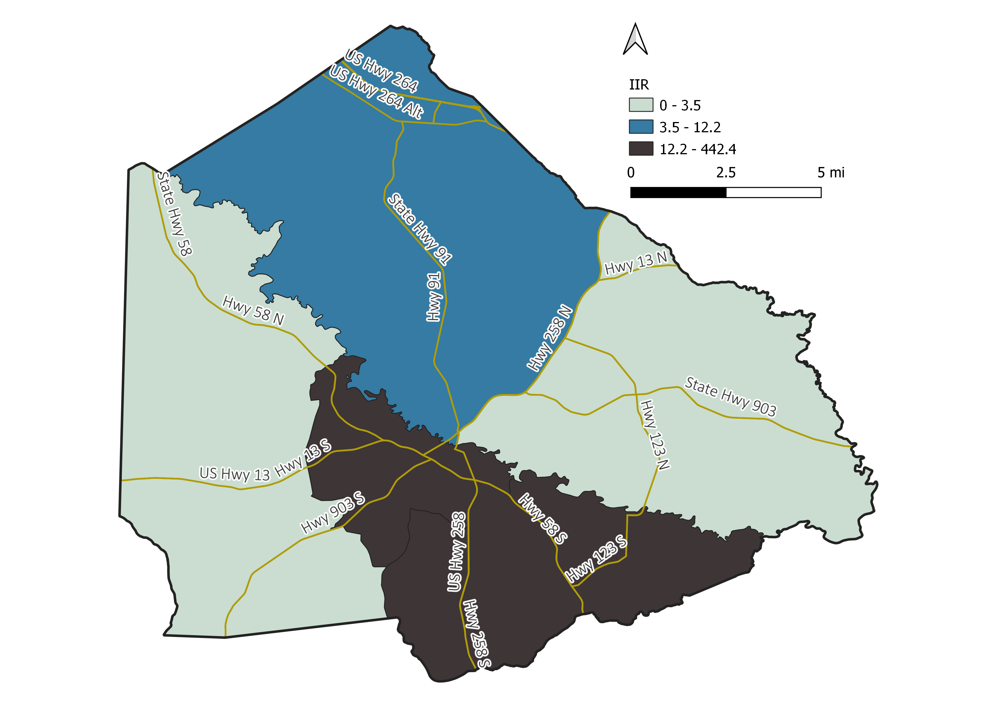 US Hwy 264
US Hwy 264 Alt
IIR
0 - 3.5
3.5 - 12.2
12.2 - 442.4
0 2.5 5 mi
State Hwy 58
State Hwy 91
Hwy 13 N
Hwy 91
Hwy 58 N
Hwy 258 N
State Hwy 903
Hwy 123 N
US Hwy 13
Hwy 13 S
Hwy 903 S
US Hwy 258
Hwy 58 S
Hwy 123 S
Hwy 258 S